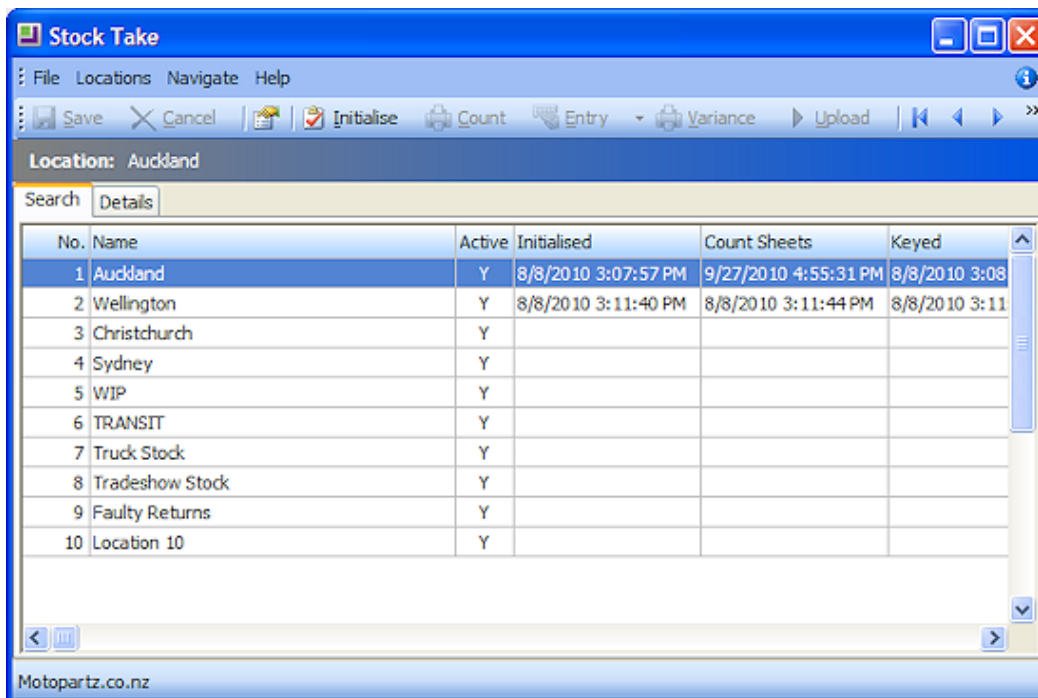 Stock Take
File Locations Navigate Help
Save Cancel Initialise Count Entry Variance Upload
Location: Auckland
Search Details
No. Name Active Initialised Count Sheets Keyed
1 Auckland Y 8/8/2010 3:07:57 PM 9/27/2010 4:55:31 PM 8/8/2010 3:08
2 Wellington Y 8/8/2010 3:11:40 PM 8/8/2010 3:11:44 PM 8/8/2010 3:11:
3 Christchurch Y
4 Sydney Y
5 WIP Y
6 TRANSIT Y
7 Truck Stock Y
8 Tradeshow Stock Y
9 Faulty Returns Y
10 Location 10 Y
Motopartz.co.nz